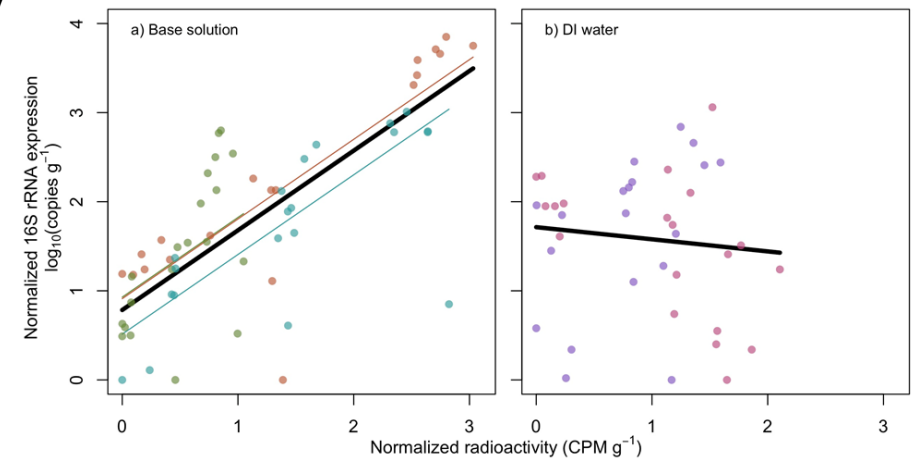 a) Base solution
b) DI water
Normalized 16S rRNA expression
log₁₀(copies g⁻¹)
4
3
2
1
0
0 1 2 3
0 1 2 3
Normalized radioactivity (CPM g⁻¹)